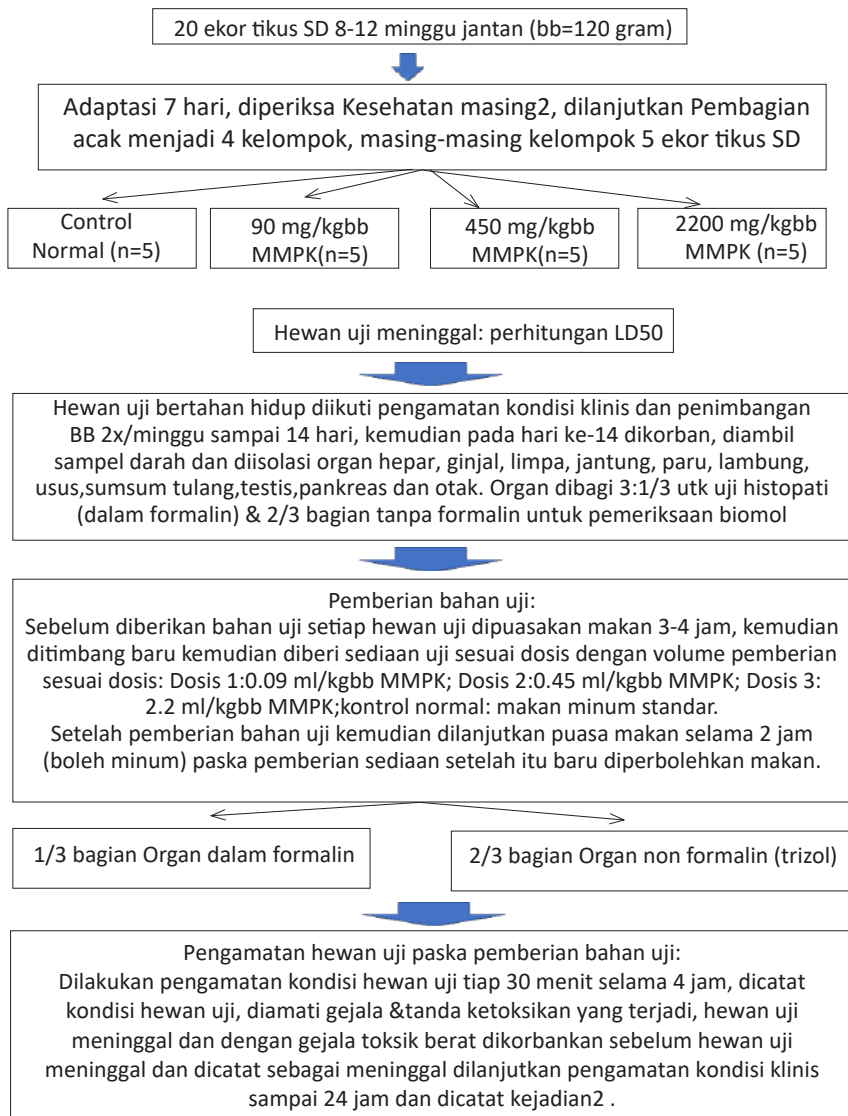 20 ekor tikus SD 8-12 minggu jantan (bb=120 gram)
Adaptasi 7 hari, diperiksa Kesehatan masing2, dilanjutkan Pembagian
acak menjadi 4 kelompok, masing-masing kelompok 5 ekor tikus SD
Control
Normal (n=5)
90 mg/kgbb
MMPK(n=5)
450 mg/kgbb
MMPK(n=5)
2200 mg/kgbb
MMPK (n=5)
Hewan uji meninggal: perhitungan LD50
Hewan uji bertahan hidup diikuti pengamatan kondisi klinis dan penimbangan
BB 2x/minggu sampai 14 hari, kemudian pada hari ke-14 dikorban, diambil
sampel darah dan diisolasi organ hepar, ginjal, limpa, jantung, paru, lambung,
usus,sumsum tulang,testis,pankreas dan otak. Organ dibagi 3:1/3 utk uji histopati
(dalam formalin) & 2/3 bagian tanpa formalin untuk pemeriksaan biomol
Pemberian bahan uji:
Sebelum diberikan bahan uji setiap hewan uji dipuasakan makan 3-4 jam, kemudian
ditimbang baru kemudian diberi sediaan uji sesuai dosis dengan volume pemberian
sesuai dosis: Dosis 1:0.09 ml/kgbb MMPK; Dosis 2:0.45 ml/kgbb MMPK; Dosis 3:
2.2 ml/kgbb MMPK;kontrol normal: makan minum standar.
Setelah pemberian bahan uji kemudian dilanjutkan puasa makan selama 2 jam
(boleh minum) paska pemberian sediaan setelah itu baru diperbolehkan makan.
1/3 bagian Organ dalam formalin
2/3 bagian Organ non formalin (trizol)
Pengamatan hewan uji paska pemberian bahan uji:
Dilakukan pengamatan kondisi hewan uji tiap 30 menit selama 4 jam, dicatat
kondisi hewan uji, diamati gejala &tanda ketoksikan yang terjadi, hewan uji
meninggal dan dengan gejala toksik berat dikorbankan sebelum hewan uji
meninggal dan dicatat sebagai meninggal dilanjutkan pengamatan kondisi klinis
sampai 24 jam dan dicatat kejadian2 .